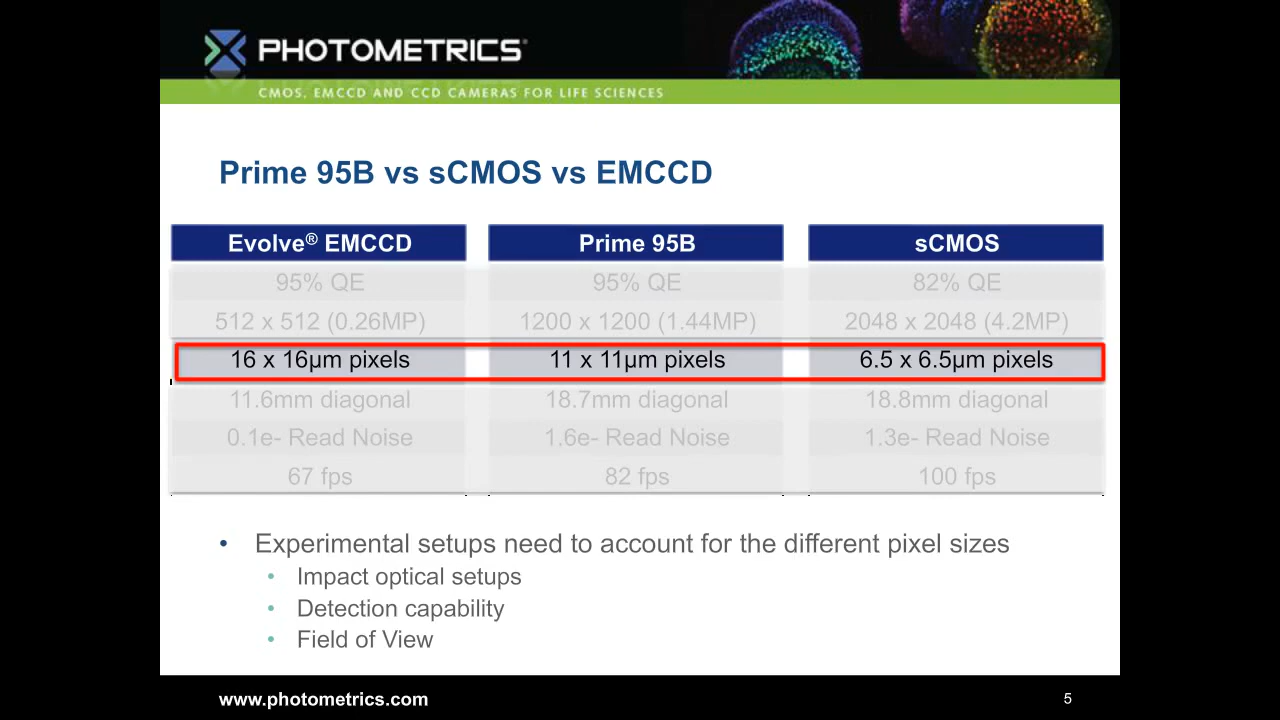 PHOTOMETRICS®
CMOS, EMCCD AND CCD CAMERAS FOR LIFE SCIENCES
Prime 95B vs sCMOS vs EMCCD
Evolve® EMCCD Prime 95B sCMOS
95% QE 95% QE 82% QE
512 x 512 (0.26MP) 1200 x 1200 (1.44MP) 2048 x 2048 (4.2MP)
16 x 16µm pixels 11 x 11µm pixels 6.5 x 6.5µm pixels
11.6mm diagonal 18.7mm diagonal 18.8mm diagonal
0.1e- Read Noise 1.6e- Read Noise 1.3e- Read Noise
67 fps 82 fps 100 fps
• Experimental setups need to account for the different pixel sizes
• Impact optical setups
• Detection capability
• Field of View
www.photometrics.com 5